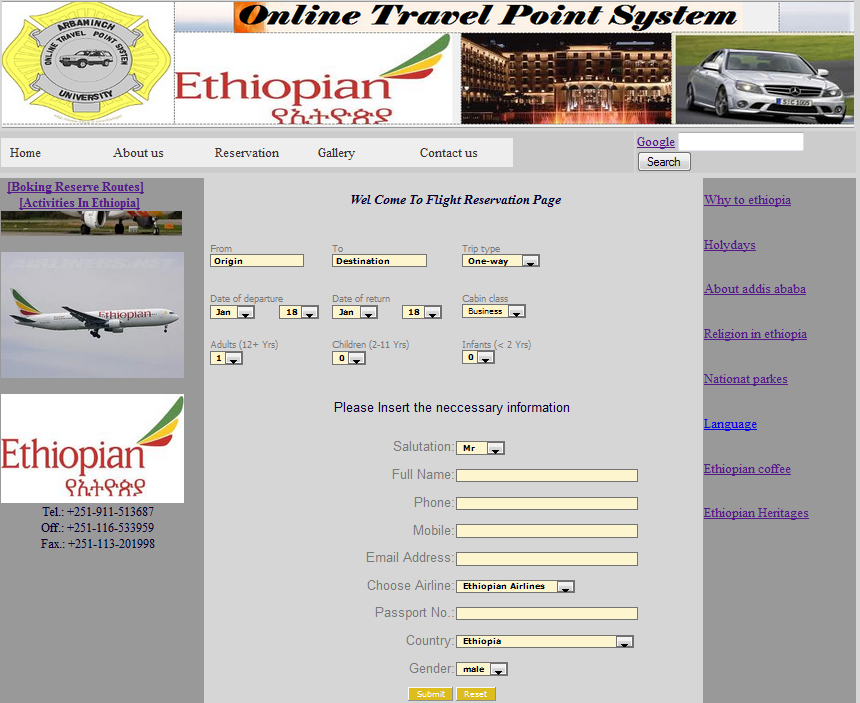 Online Travel Point System
ARBAMINCH
ONLINE TRAVEL POINT SYSTEM
UNIVERSITY
Ethiopian
የኢትዮጵያ
S C 1005
Home About us Reservation Gallery Contact us
Google
Search
[Boking Reserve Routes]
[Activities In Ethiopia]
AIRLINERS.NET
Ethiopian
Ethiopian
የኢትዮጵያ
Tel.: +251-911-513687
Off.: +251-116-533959
Fax.: +251-113-201998
Wel Come To Flight Reservation Page
From To Trip type
Origin Destination One-way
Date of departure Date of return Cabin class
Jan 18 Jan 18 Business
Adults (12+ Yrs) Children (2-11 Yrs) Infants (< 2 Yrs)
1 0 0
Please Insert the neccessary information
Salutation: Mr
Full Name:
Phone:
Mobile:
Email Address:
Choose Airline: Ethiopian Airlines
Passport No.:
Country: Ethiopia
Gender: male
Submit Reset
Why to ethiopia
Holydays
About addis ababa
Religion in ethiopia
Nationat parkes
Language
Ethiopian coffee
Ethiopian Heritages